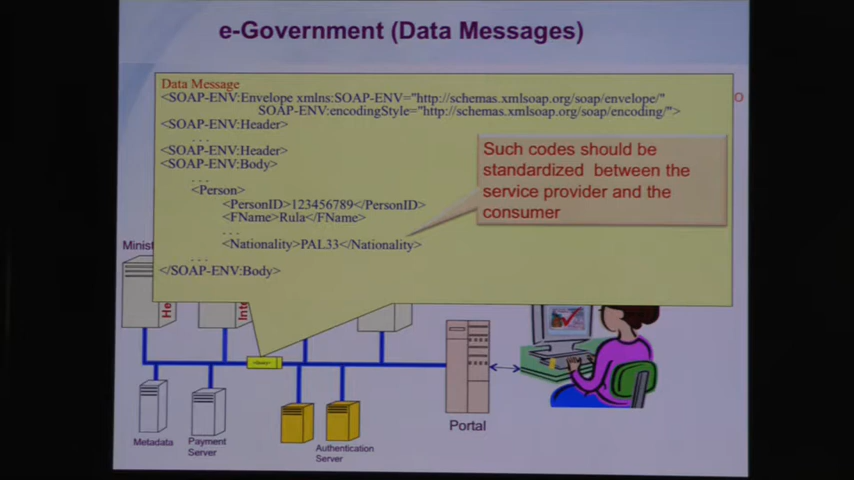 e-Government (Data Messages)
Data Message
<SOAP-ENV:Envelope xmlns:SOAP-ENV="http://schemas.xmlsoap.org/soap/envelope/"
SOAP-ENV:encodingStyle="http://schemas.xmlsoap.org/soap/encoding/">
<SOAP-ENV:Header>
. . .
<SOAP-ENV:Header>
<SOAP-ENV:Body>
. . .
<Person>
<PersonID>123456789</PersonID>
<FName>Rula</FName>
. . .
<Nationality>PAL33</Nationality>
. . .
</SOAP-ENV:Body>
Such codes should be
standardized between the
service provider and the
consumer
Minist
He
Int
Portal
Metadata
Payment
Server
Authentication
Server